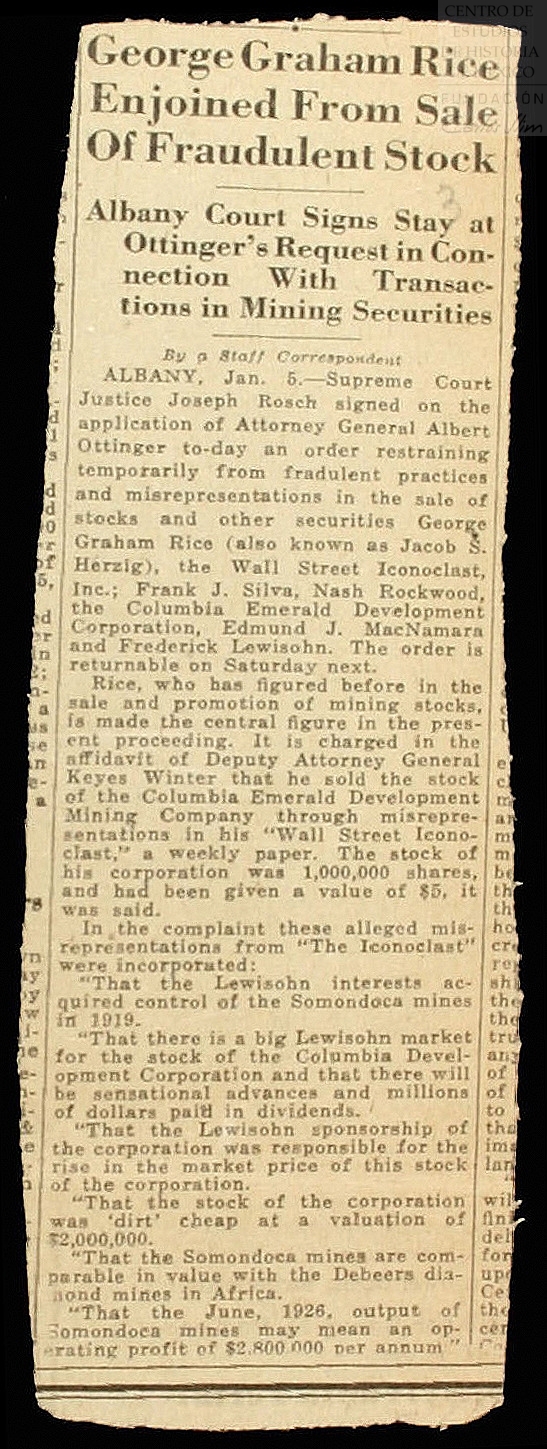 CENTRO DE
ESTUDIOS
FUNDACIÓN
George Graham Rice
Enjoined From Sale
Of Fraudulent Stock
3
Albany Court Signs Stay at
Ottinger's Request in Con-
nection With Transac-
tions in Mining Securities
By a Staff Correspondent
ALBANY, Jan. 5.—Supreme Court
Justice Joseph Rosch signed on the
application of Attorney General Albert
Ottinger to-day an order restraining
temporarily from fradulent practices
and misrepresentations in the sale of
stocks and other securities George
Graham Rice (also known as Jacob S.
Herzig), the Wall Street Iconoclast,
Inc.; Frank J. Silva, Nash Rockwood,
the Columbia Emerald Development
Corporation, Edmund J. MacNamara
and Frederick Lewisohn. The order is
returnable on Saturday next.
Rice, who has figured before in the
sale and promotion of mining stocks,
is made the central figure in the pres-
ent proceeding. It is charged in the
affidavit of Deputy Attorney General
Keyes Winter that he sold the stock
of the Columbia Emerald Development
Mining Company through misrepre-
sentations in his "Wall Street Icono-
clast," a weekly paper. The stock of
his corporation was 1,000,000 shares,
and had been given a value of $5, it
was said.
In the complaint these alleged mis-
representations from "The Iconoclast"
were incorporated:
"That the Lewisohn interests ac-
quired control of the Somondoca mines
in 1919.
"That there is a big Lewisohn market
for the stock of the Columbia Devel-
opment Corporation and that there will
be sensational advances and millions
of dollars paid in dividends.
"That the Lewisohn sponsorship of
the corporation was responsible for the
rise in the market price of this stock
of the corporation.
"That the stock of the corporation
was 'dirt' cheap at a valuation of
$2,000,000.
"That the Somondoca mines are com-
parable in value with the Debeers dia-
mond mines in Africa.
"That the June, 1926, output of
Somondoca mines may mean an op-
erating profit of $2,800,000 per annum"